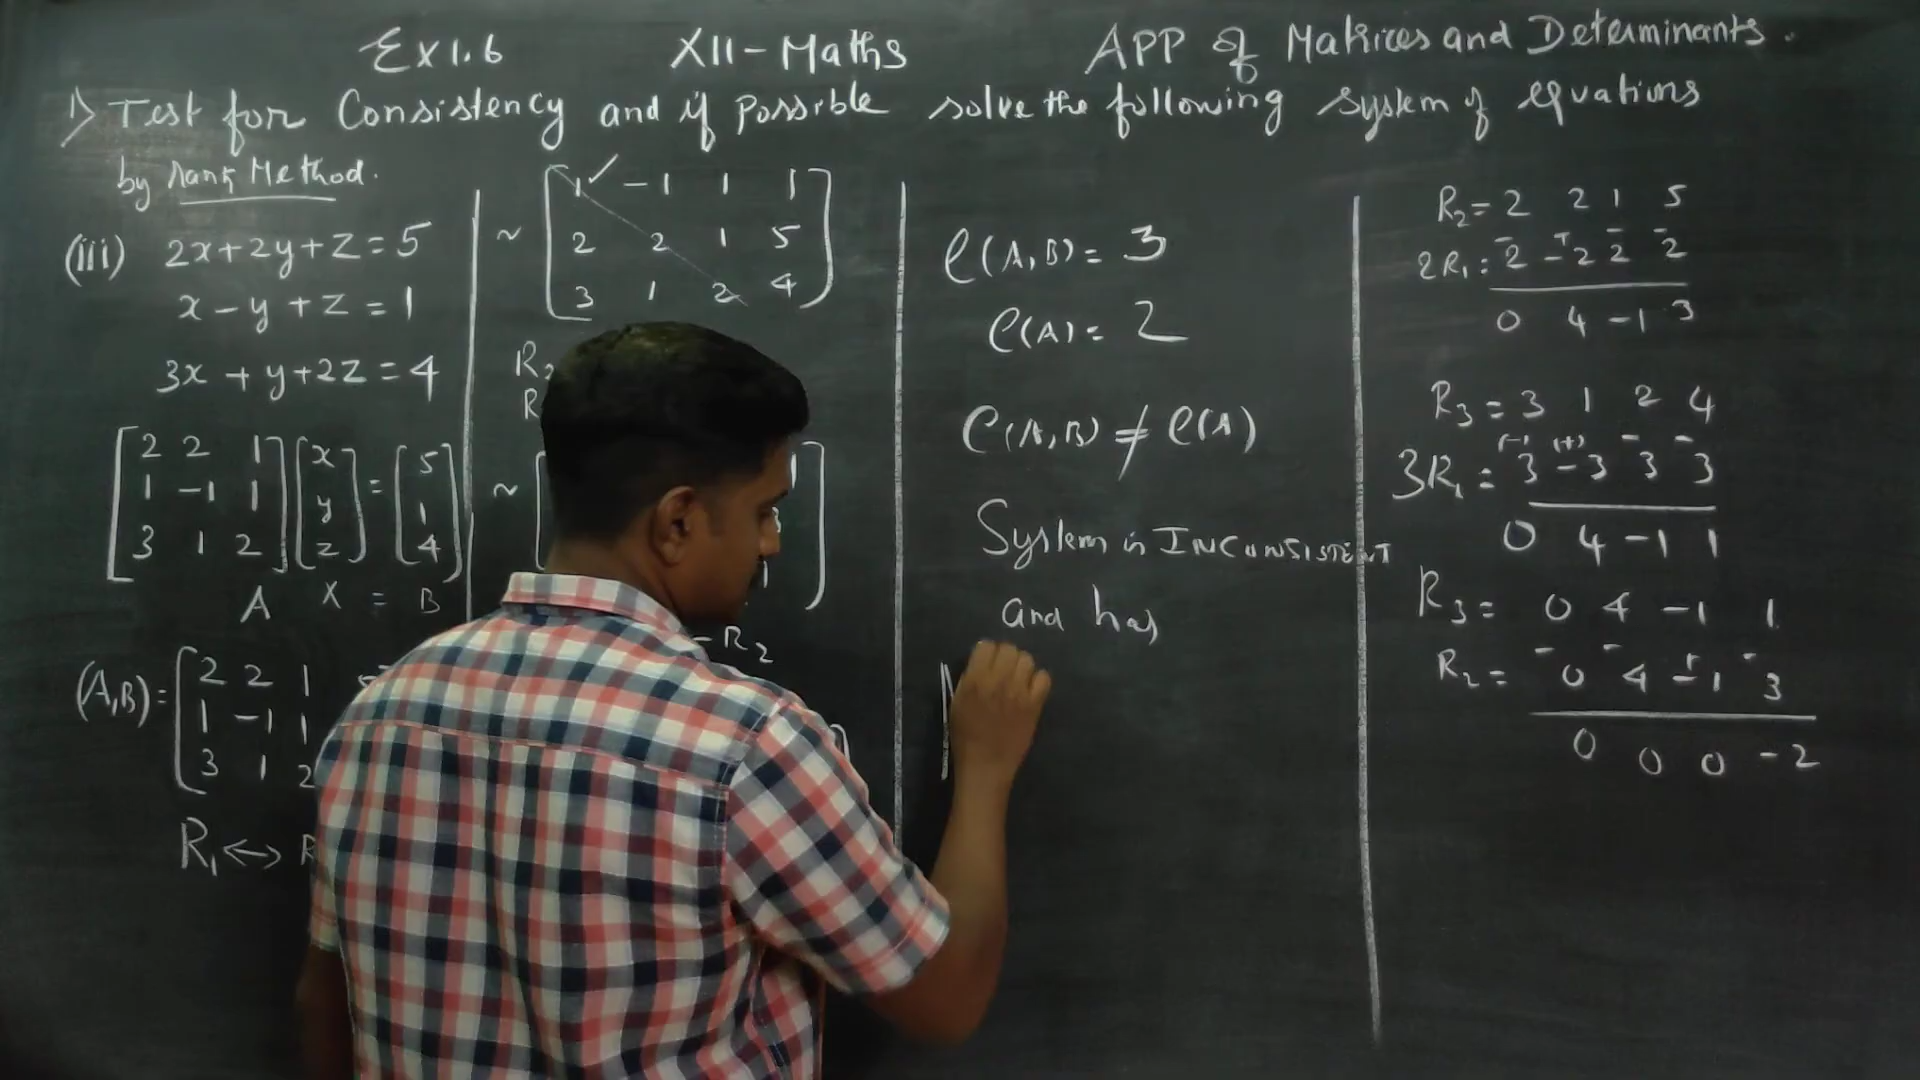 Ex 1.6 XII - Maths APP of Matrices and Determinants.
1) Test for Consistency and if possible solve the following system of equations
by rank Method.
(iii) 2x+2y+z=5
x-y+z=1
3x+y+2z=4
[2 2 1] [x] = [5]
[1 -1 1] [y] [1]
[3 1 2] [z] [4]
A X = B
(A,B)= [2 2 1
1 -1 1
3 1 2
R₁ ↔ R
~ [1 ✓ -1 1 1]
[2 2 1 5]
[3 1 2 4]
R
R
~
- R₂
ρ(A,B) = 3
ρ(A) = 2
ρ(A,B) ≠ ρ(A)
System is INCONSISTENT
and has
R₂= 2 2 1 5
2R₁= 2 -2 2 2
0 4 -1 3
R₃= 3 1 2 4
3R₁= 3 -3 3 3
0 4 -1 1
R₃= 0 4 -1 1
R₂= 0 4 -1 3
0 0 0 -2